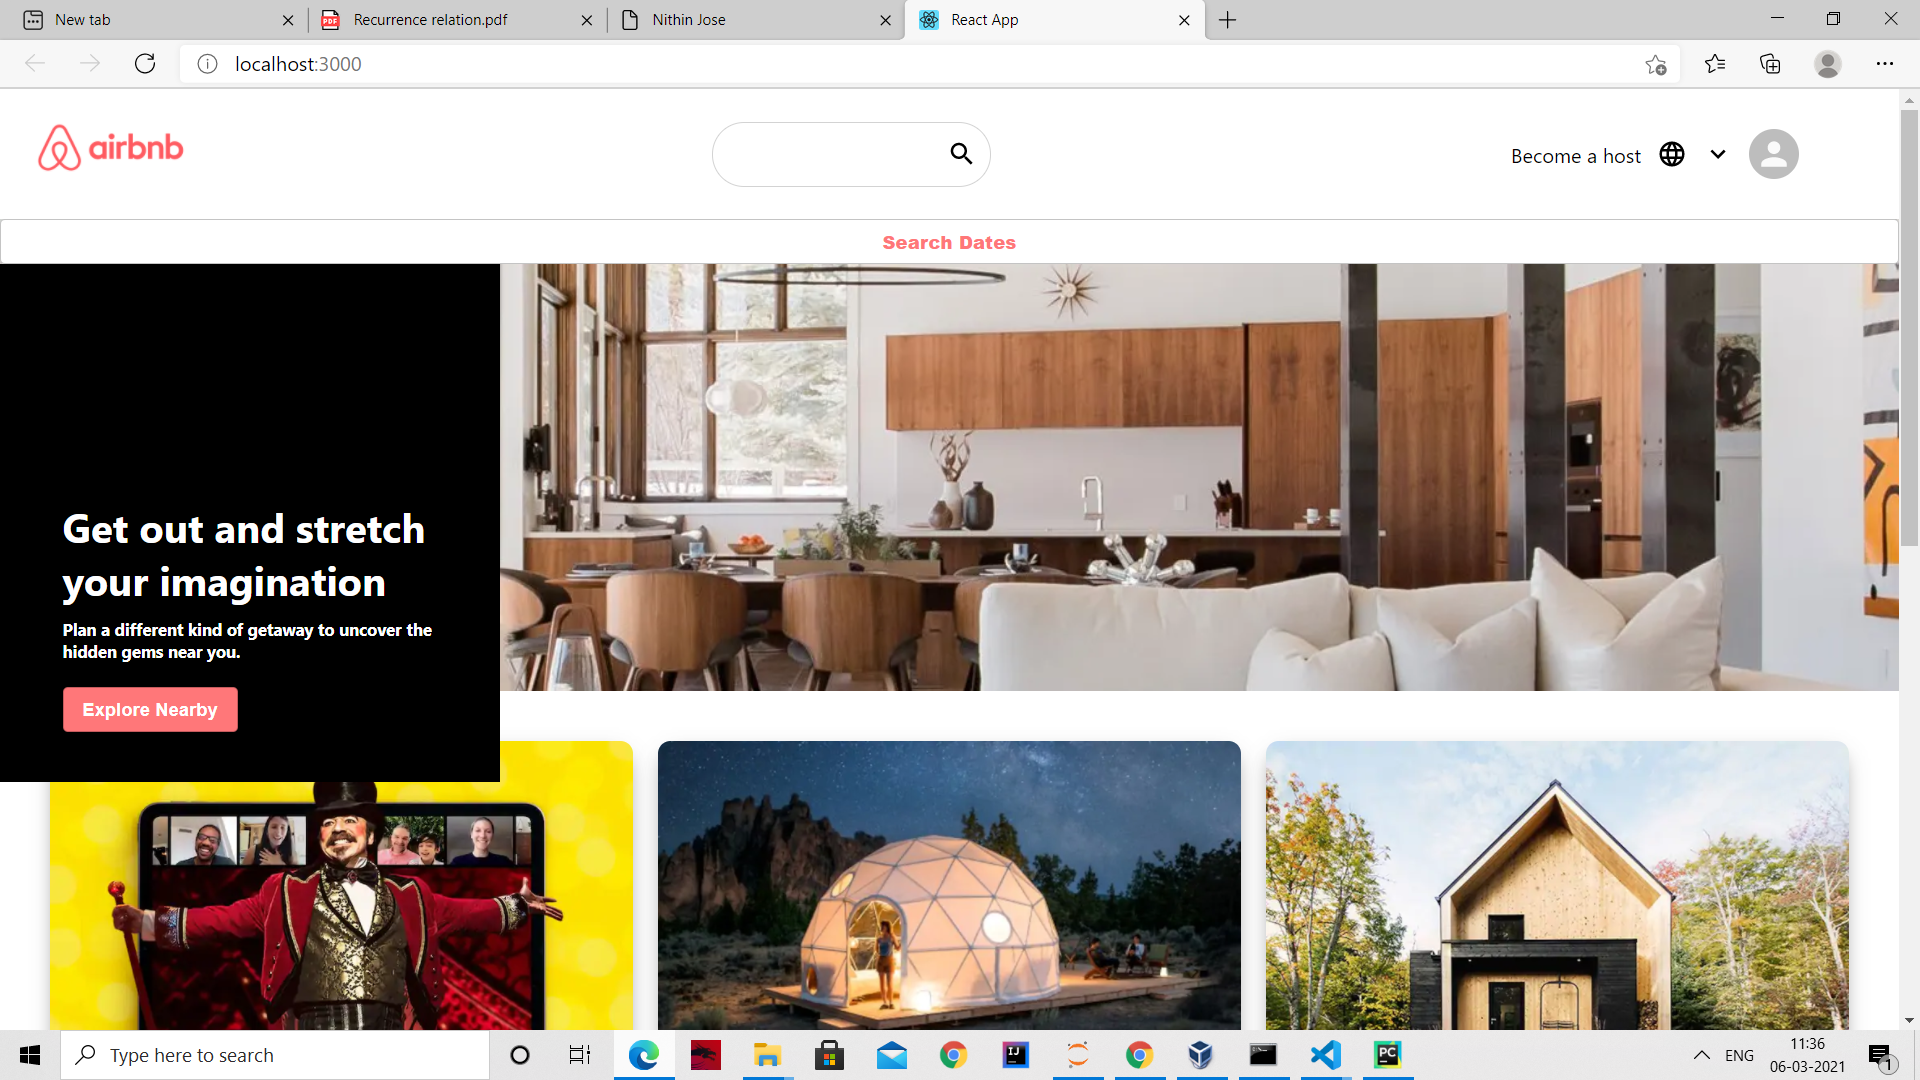 New tab
Recurrence relation.pdf
Nithin Jose
React App
localhost:3000
airbnb
Become a host
Search Dates
Get out and stretch
your imagination
Plan a different kind of getaway to uncover the
hidden gems near you.
Explore Nearby
Type here to search
ENG
11:36
06-03-2021
1